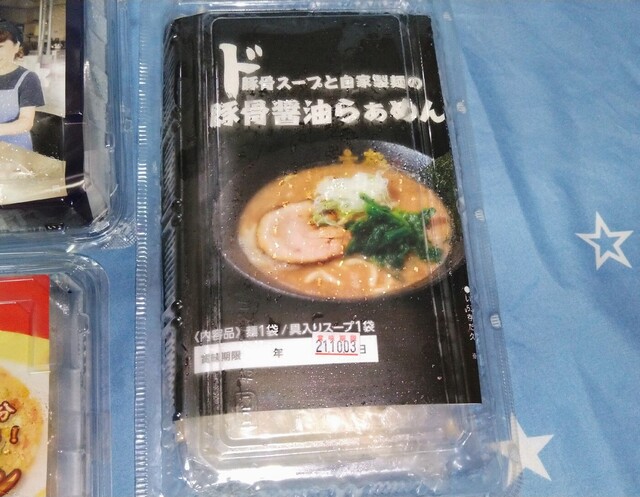 ド豚骨スープと自家製麺の
豚骨醤油らぁめん
〈内容品〉麺1袋/具入りスープ1袋
賞味期限 年 211003 日